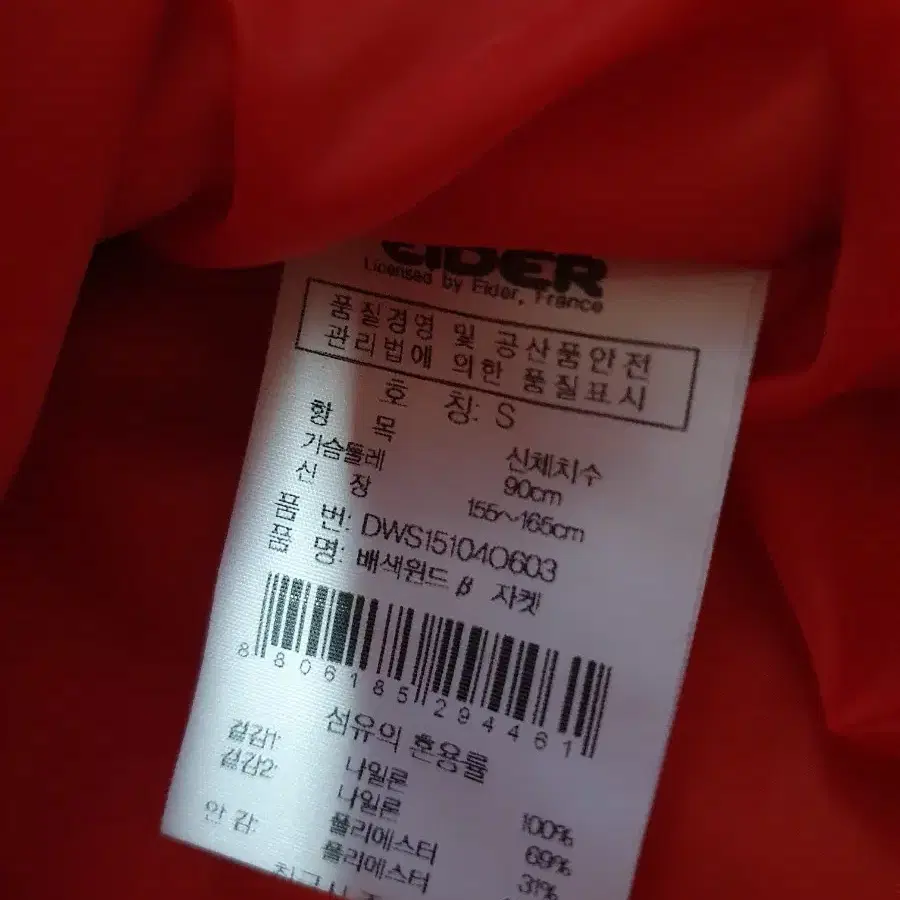 EIDER
Licensed by Eider, France
품질경영 및 공산품안전
관리법에 의한 품질표시
호 칭: S
항 목 신체치수
가슴둘레 90cm
신 장 155~165cm
품 번: DWS15104O603
품 명: 배색윈드 β 자켓
8 806185 294461
섬유의 혼용률
겉감1: 나일론 100%
겉감2: 나일론 69%
폴리에스터 31%
안 감: 폴리에스터